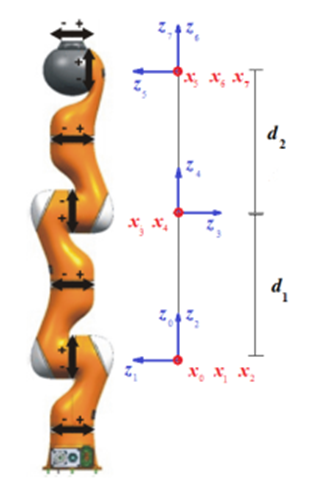 - +
z₇ z₆
+
-
z₅ x₅ x₆ x₇
- +
d₂
z₄
-
+
x₃ x₄ z₃
- +
d₁
z₀ z₂
+
-
z₁ x₀ x₁ x₂
- +